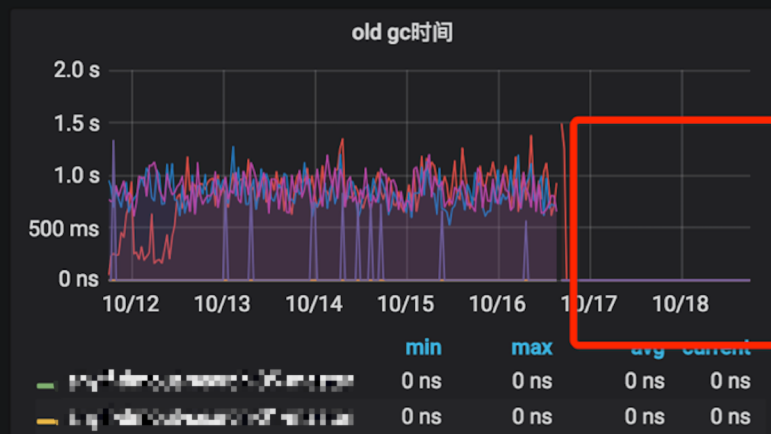 old gc时间
2.0 s
1.5 s
1.0 s
500 ms
0 ns
10/12 10/13 10/14 10/15 10/16 10/17 10/18
min max avg current
0 ns 0 ns 0 ns 0 ns
0 ns 0 ns 0 ns 0 ns